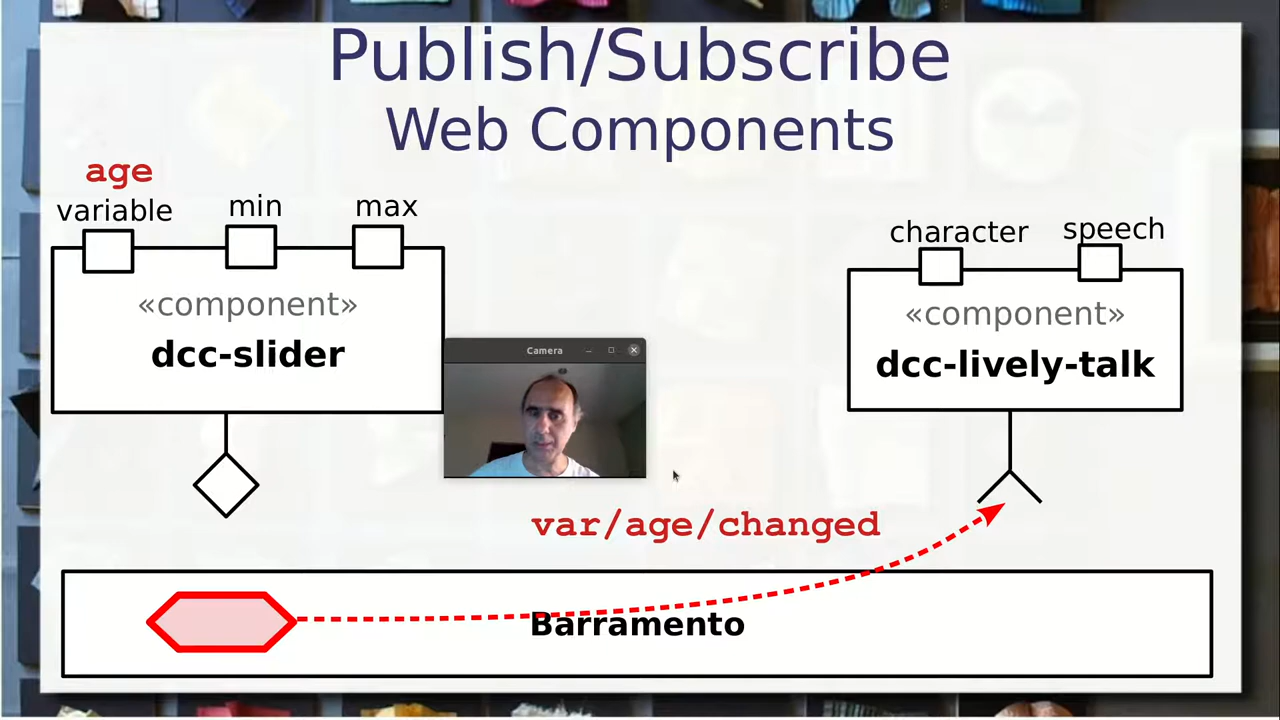 Publish/Subscribe
Web Components
age
variable
min
max
«component»
dcc-slider
character
speech
«component»
dcc-lively-talk
Camera
var/age/changed
Barramento